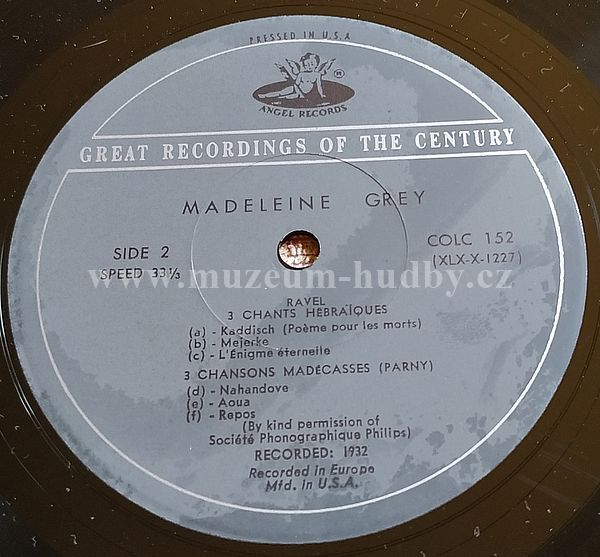 PRESSED IN U.S.A.
®
ANGEL RECORDS
GREAT RECORDINGS OF THE CENTURY
MADELEINE GREY
SIDE 2
SPEED 33⅓
COLC 152
(XLX-X-1227)
www.muzeum-hudby.cz
RAVEL
3 CHANTS HÉBRAÏQUES
(a) - Kaddisch (Poème pour les morts)
(b) - Mejerke
(c) - L'Énigme éternelle
3 CHANSONS MADÉCASSES (PARNY)
(d) - Nahandove
(e) - Aoua
(f) - Repos
(By kind permission of
Société Phonographique Philips)
RECORDED: 1932
Recorded in Europe
Mfd. in U.S.A.